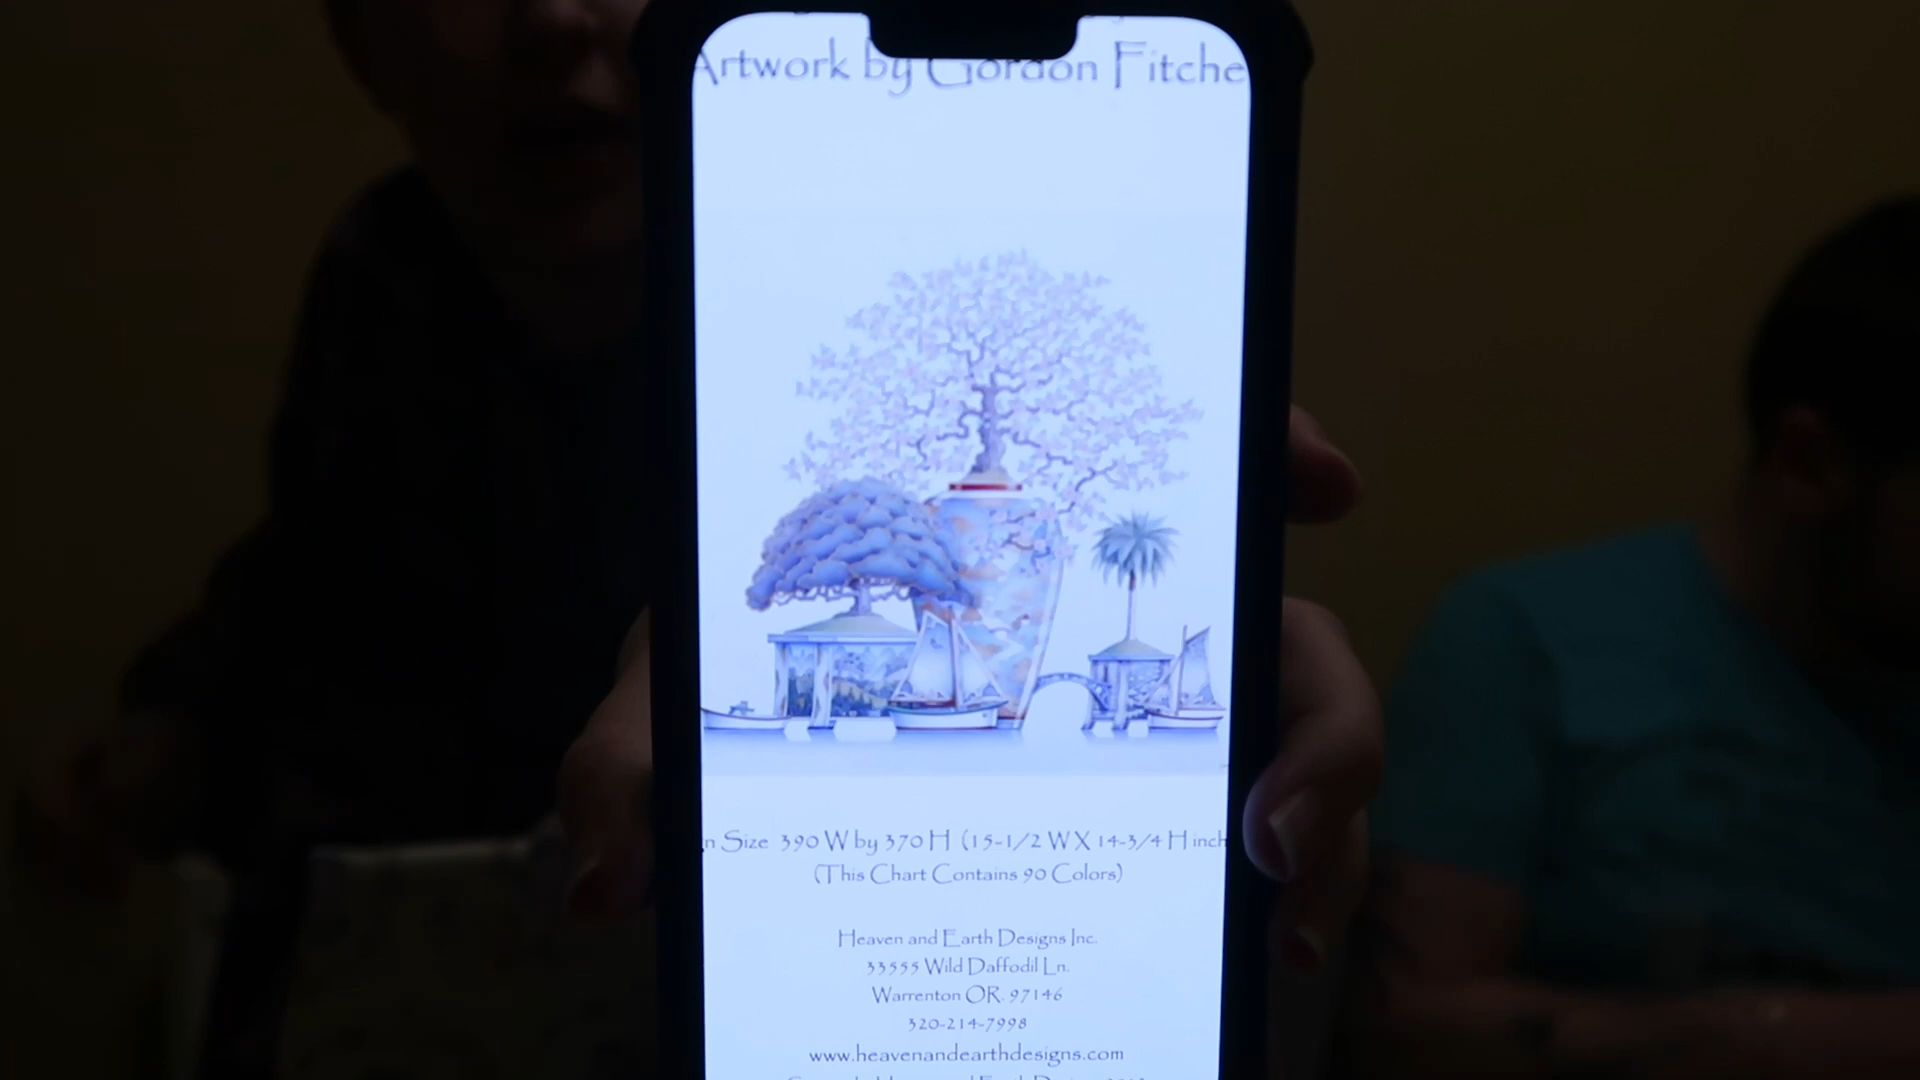 Artwork by Gordon Fitche
n Size 390 W by 370 H (15-1/2 W X 14-3/4 H inch
(This Chart Contains 90 Colors)
Heaven and Earth Designs Inc.
33555 Wild Daffodil Ln.
Warrenton OR. 97146
320-214-7998
www.heavenandearthdesigns.com